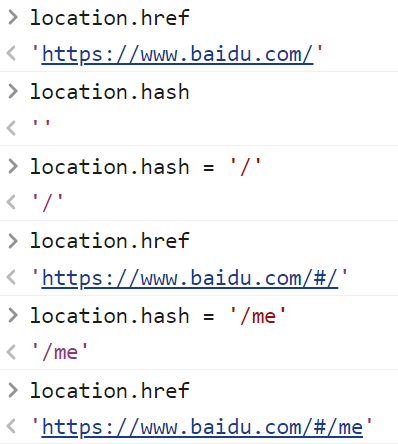 > location.href
< 'https://www.baidu.com/'
> location.hash
< ''
> location.hash = '/'
< '/'
> location.href
< 'https://www.baidu.com/#/'
> location.hash = '/me'
< '/me'
> location.href
< 'https://www.baidu.com/#/me'